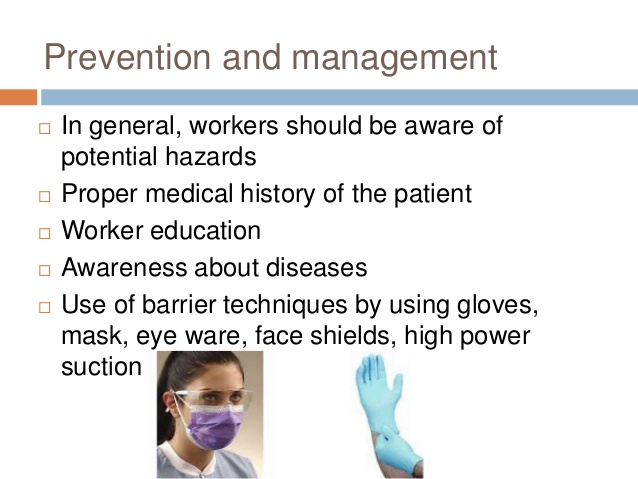 Prevention and management
In general, workers should be aware of
potential hazards
Proper medical history of the patient
Worker education
Awareness about diseases
Use of barrier techniques by using gloves,
mask, eye ware, face shields, high power
suction